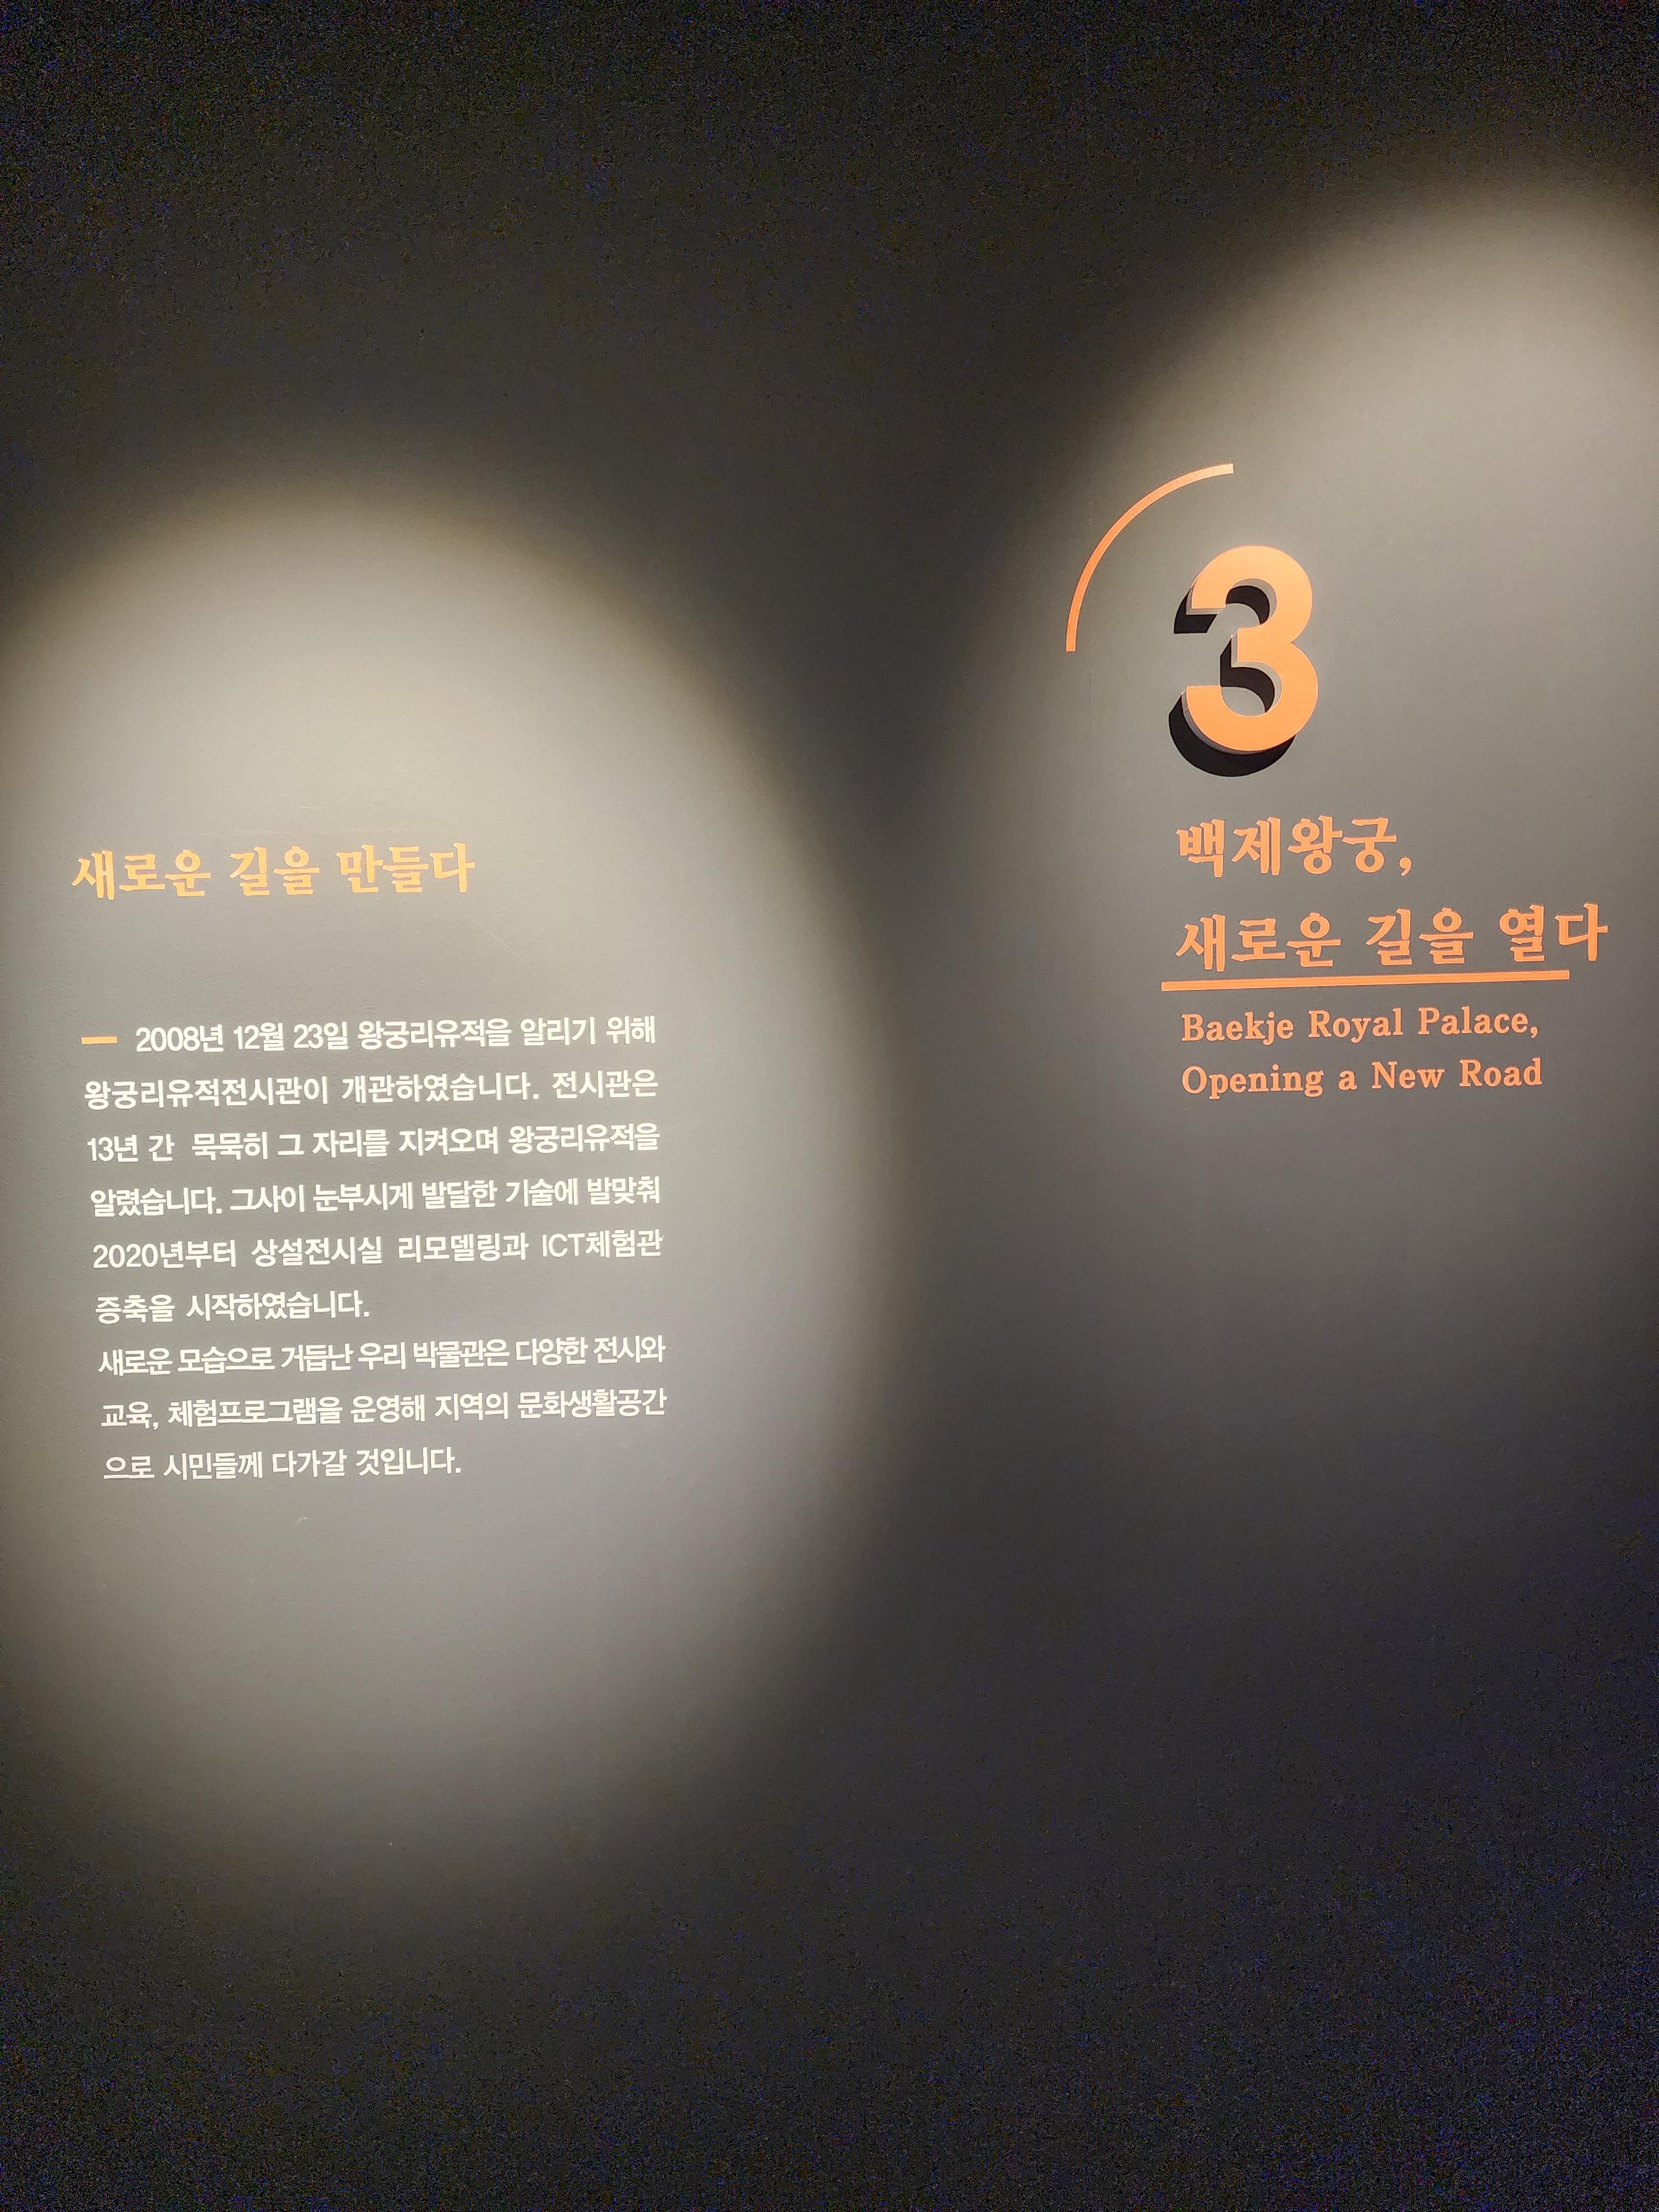 새로운 길을 만들다
2008년 12월 23일 왕궁리유적을 알리기 위해
왕궁리유적전시관이 개관하였습니다. 전시관은
13년 간 묵묵히 그 자리를 지켜오며 왕궁리유적을
알렸습니다. 그사이 눈부시게 발달한 기술에 발맞춰
2020년부터 상설전시실 리모델링과 ICT체험관
증축을 시작하였습니다.
새로운 모습으로 거듭난 우리 박물관은 다양한 전시와
교육, 체험프로그램을 운영해 지역의 문화생활공간
으로 시민들께 다가갈 것입니다.
3
백제왕궁,
새로운 길을 열다
Baekje Royal Palace,
Opening a New Road